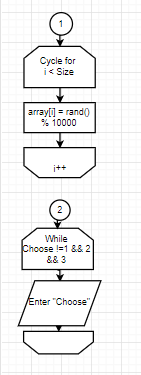 1
Cycle for
i < Size
array[i] = rand()
% 10000
i++
2
While
Choose !=1 && 2
&& 3
Enter "Choose"